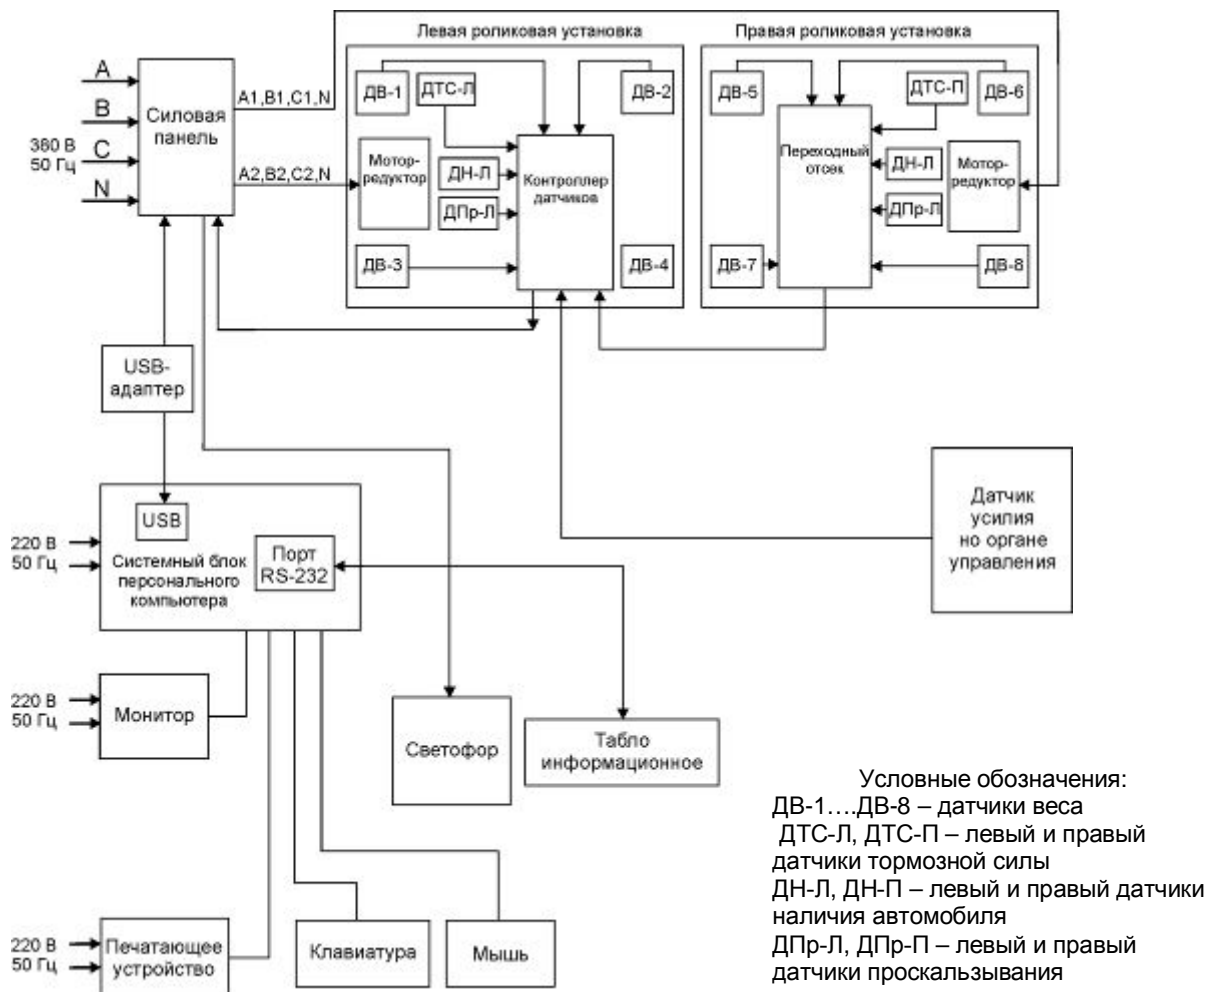 Левая роликовая установка
Правая роликовая установка
A
B
C
N
380 В
50 Гц
Силовая
панель
A1,B1,C1,N
A2,B2,C2,N
ДВ-1
ДТС-Л
ДВ-2
Мотор-
редуктор
ДН-Л
ДПр-Л
Контроллер
датчиков
ДВ-3
ДВ-4
ДВ-5
ДТС-П
ДВ-6
Переходный
отсек
ДН-Л
ДПр-Л
Мотор-
редуктор
ДВ-7
ДВ-8
USB-
адаптер
USB
220 В
50 Гц
Системный блок
персонального
компьютера
Порт
RS-232
Датчик
усилия
но органе
управления
220 В
50 Гц
Монитор
Светофор
Табло
информационное
220 В
50 Гц
Печатающее
устройство
Клавиатура
Мышь
Условные обозначения:
ДВ-1….ДВ-8 – датчики веса
ДТС-Л, ДТС-П – левый и правый
датчики тормозной силы
ДН-Л, ДН-П – левый и правый датчики
наличия автомобиля
ДПр-Л, ДПр-П – левый и правый
датчики проскальзывания